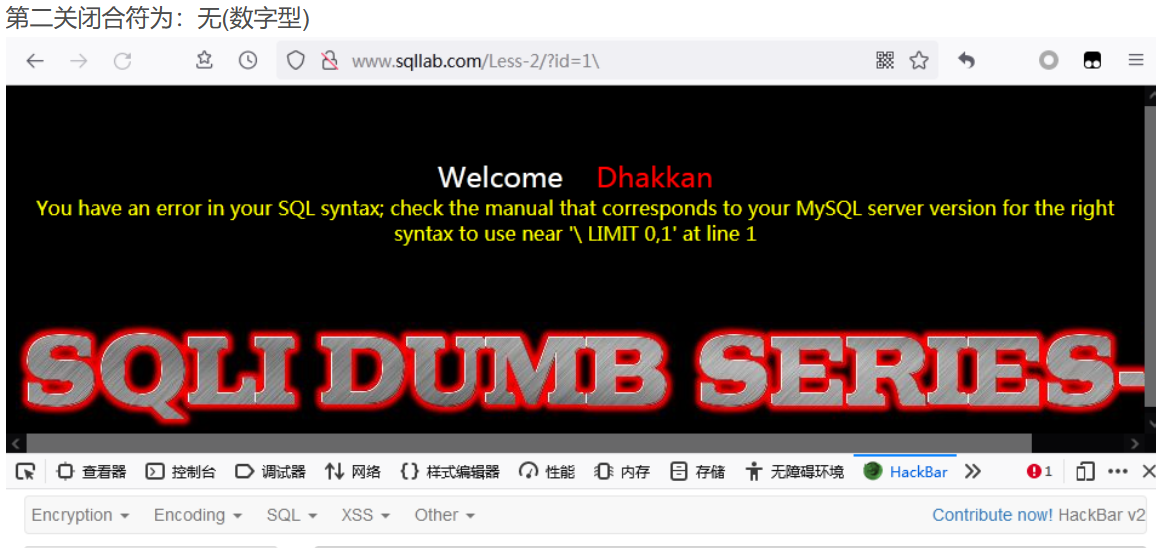 第二关闭合符为：无(数字型)
www.sqllab.com/Less-2/?id=1\
Welcome Dhakkan
You have an error in your SQL syntax; check the manual that corresponds to your MySQL server version for the right
syntax to use near '\ LIMIT 0,1' at line 1
SQLI DUMB SERIES-
查看器 控制台 调试器 网络 样式编辑器 性能 内存 存储 无障碍环境 HackBar 1
Encryption Encoding SQL XSS Other Contribute now! HackBar v2